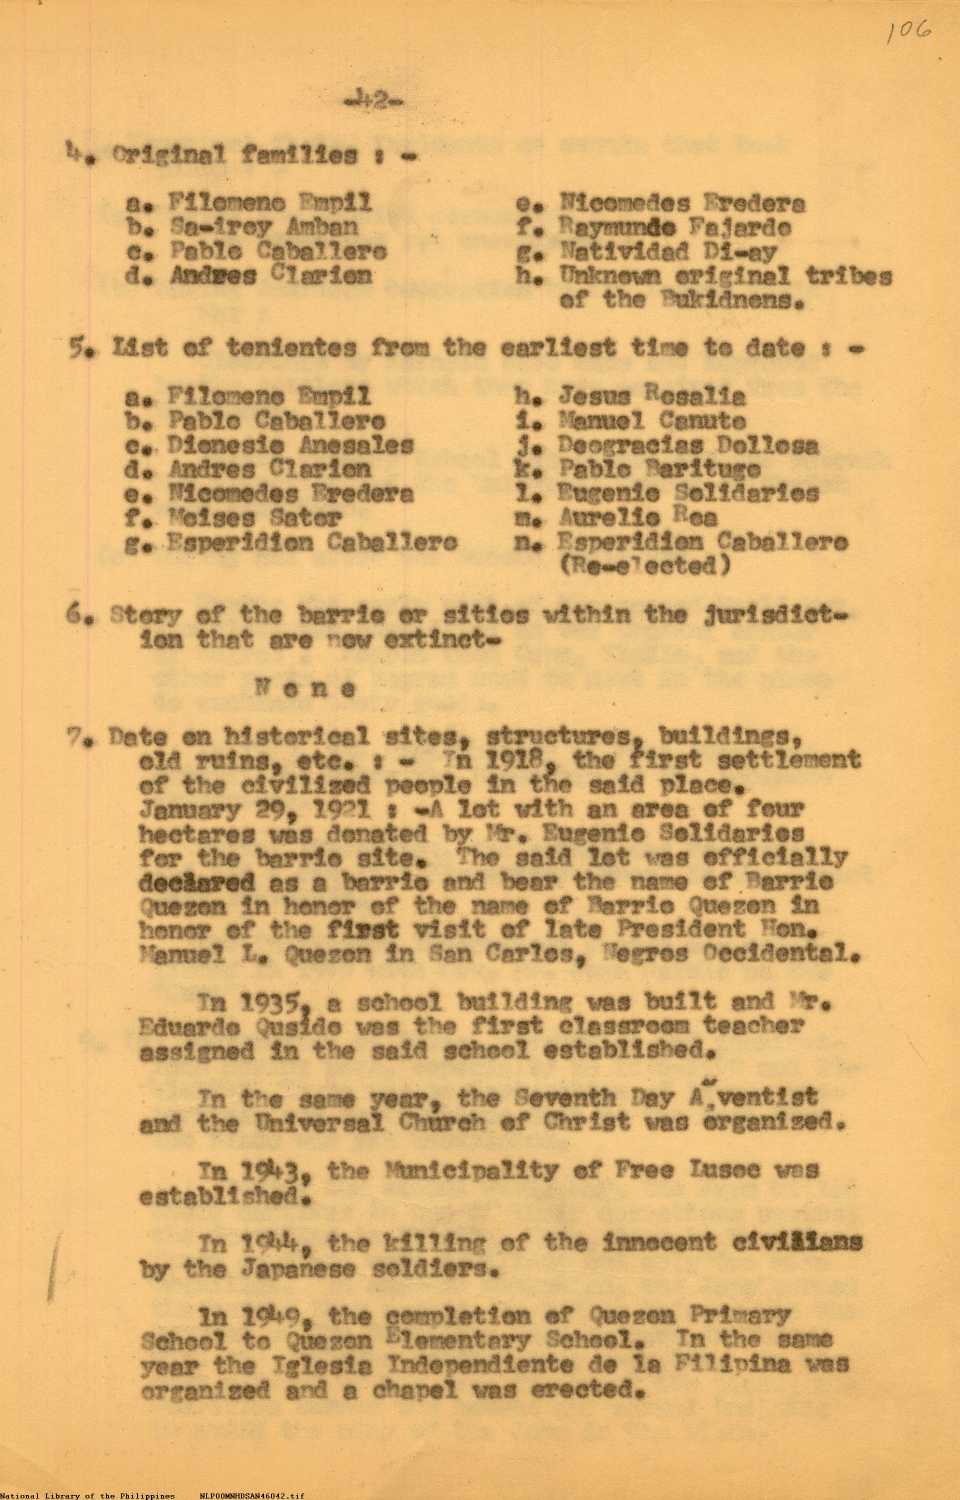 106
-42-
4. Original families : -
a. Filomeno Empil
b. Sa-iroy Amban
c. Pablo Caballero
d. Andres Clarion
e. Nicomedes Eredera
f. Raymundo Fajardo
g. Natividad Di-ay
h. Unknown original tribes
of the Bukidnons.
5. List of tenientes from the earliest time to date : -
a. Filomeno Empil
b. Pablo Caballero
c. Dionesio Anesales
d. Andres Clarion
e. Nicomedes Eredera
f. Moises Sator
g. Esperidion Caballero
h. Jesus Rosalia
i. Manuel Canuto
j. Deogracias Dollosa
k. Pablo Barituge
l. Eugenio Solidarios
m. Aurelio Rea
n. Esperidion Caballero
(Re-elected)
6. Story of the barrio or sitios within the jurisdict-
ion that are now extinct-
N o n e
7. Date on historical sites, structures, buildings,
old ruins, etc. : - In 1918, the first settlement
of the civilized people in the said place.
January 29, 1921 : -A lot with an area of four
hectares was donated by Mr. Eugenio Solidarios
for the barrio site. The said lot was officially
declared as a barrio and bear the name of Barrio
Quezon in honor of the name of Barrio Quezon in
honor of the first visit of late President Hon.
Manuel L. Quezon in San Carlos, Negros Occidental.
In 1935, a school building was built and Mr.
Eduardo Quside was the first classroom teacher
assigned in the said school established.
In the same year, the Seventh Day A ventist
and the Universal Church of Christ was organized.
In 1943, the Municipality of Free Lusoc was
established.
In 1944, the killing of the innocent civilians
by the Japanese soldiers.
In 1949, the completion of Quezon Primary
School to Quezon Elementary School. In the same
year the Iglesia Independiente de la Filipina was
organized and a chapel was erected.
National Library of the Philippines NLP00MNHDSAN46042.tif